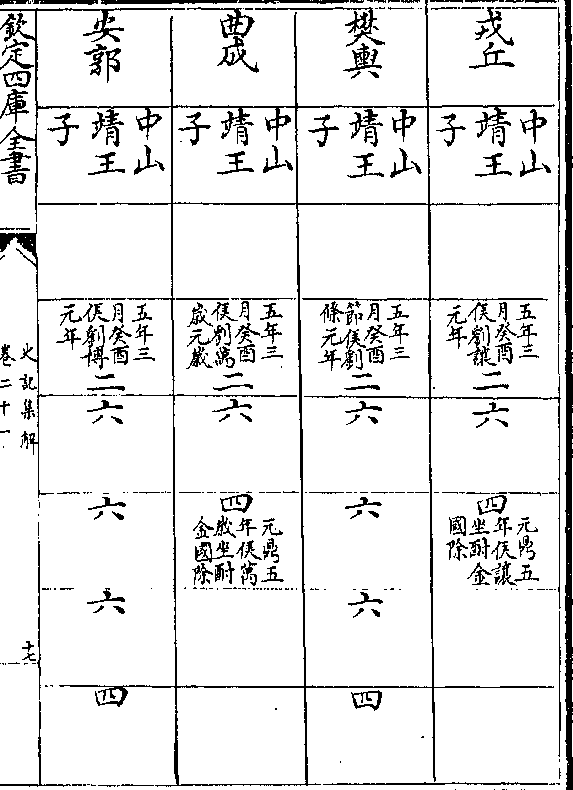 戎丘
中山
靖王
子
五年三
月癸酉
侯劉讓
元年
二
六
四
元鼎五
年侯讓
坐酎金
國除
樊輿
中山
靖王
子
五年三
月癸酉
節侯劉
條元年
二
六
六
六
四
曲成
中山
靖王
子
五年三
月癸酉
侯劉萬
歲元歲
二
六
四
元鼎五
年侯萬
歲坐酎
金國除
安郭
中山
靖王
子
五年三
月癸酉
侯劉博
元年
二
六
六
六
四
欽定四庫全書
史記集解
卷二十一
十七